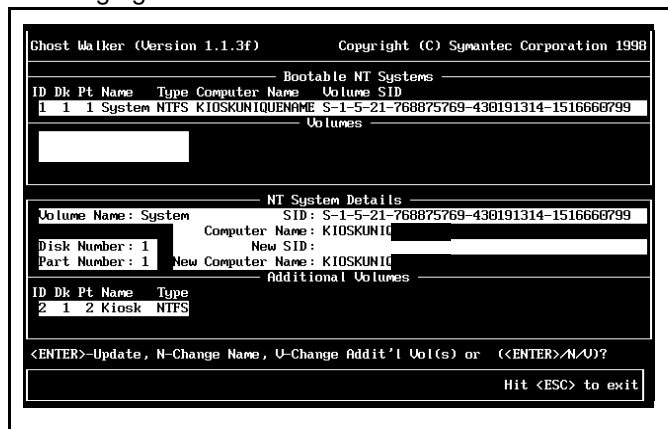 Ghost Walker (Version 1.1.3f) Copyright (C) Symantec Corporation 1998
Bootable NT Systems
ID Dk Pt Name Type Computer Name Volume SID
1 1 1 System NTFS KIOSKUNIQUENAME S-1-5-21-768875769-430191314-1516660799
Volumes
NT System Details
Volume Name: System SID: S-1-5-21-768875769-430191314-1516660799
Computer Name: KIOSKUNIQ
Disk Number: 1 New SID:
Part Number: 1 New Computer Name: KIOSKUNIQ
Additional Volumes
ID Dk Pt Name Type
2 1 2 Kiosk NTFS
<ENTER>-Update, N-Change Name, V-Change Addit'l Vol(s) or (<ENTER>/N/V)?
Hit <ESC> to exit